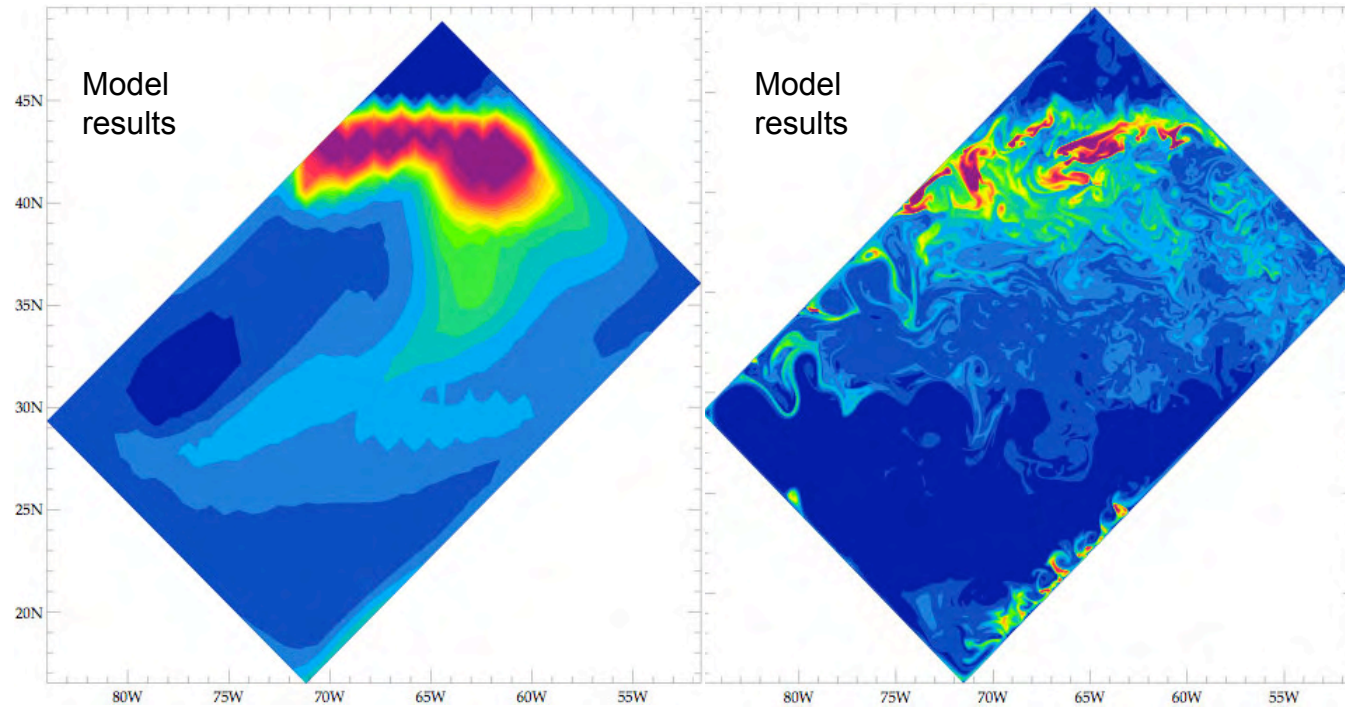 Model
results
Model
results
45N
40N
35N
30N
25N
20N
80W 75W 70W 65W 60W 55W
80W 75W 70W 65W 60W 55W